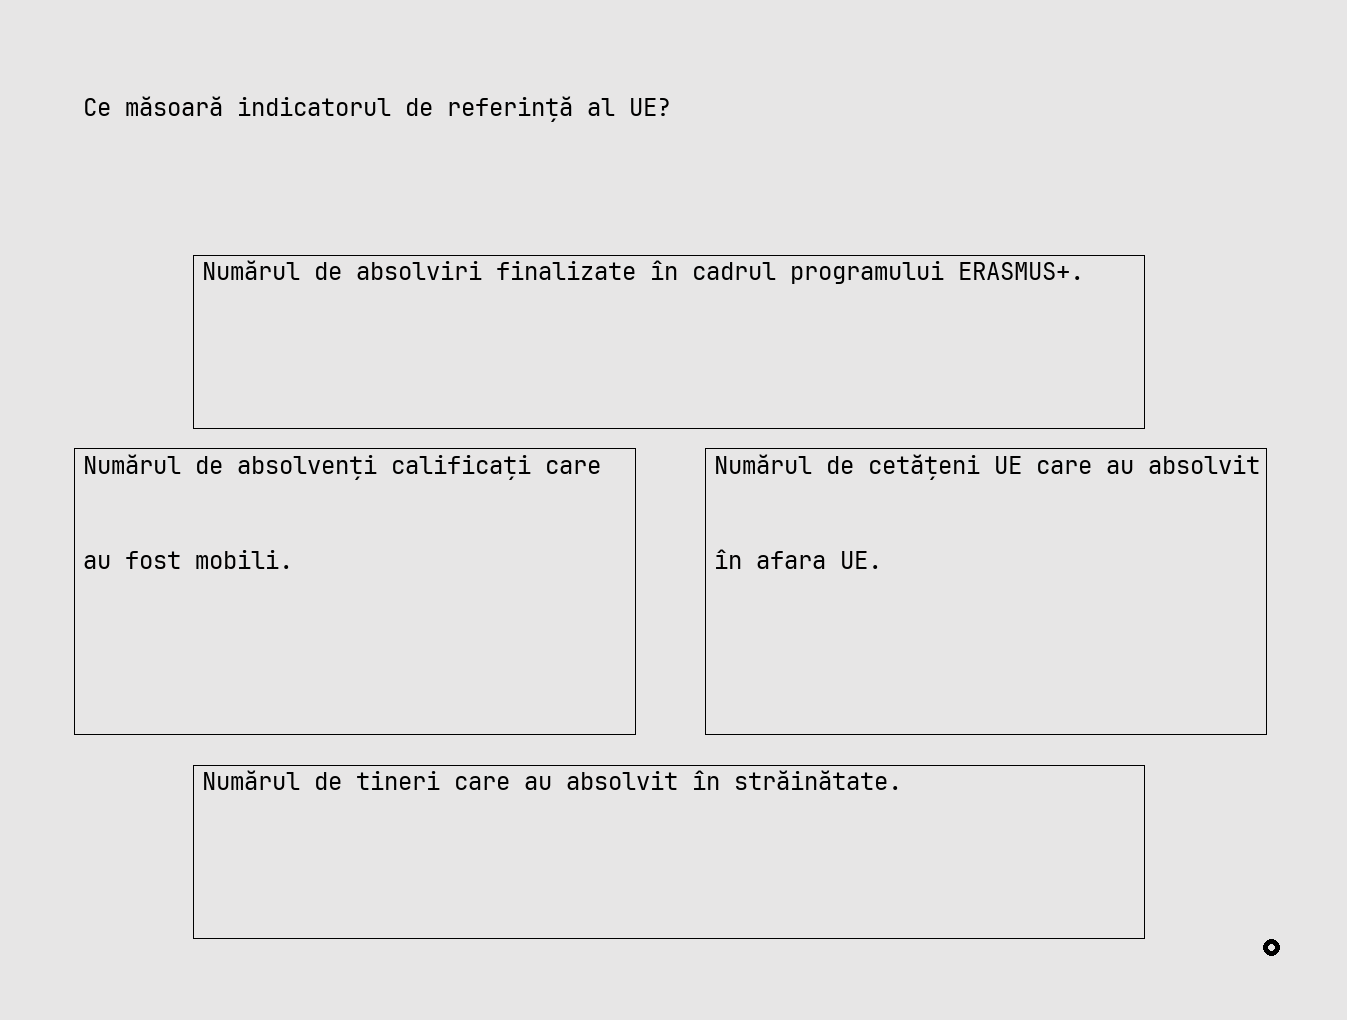 Ce măsoară indicatorul de referință al UE?
Numărul de absolviri finalizate în cadrul programului ERASMUS+.
Numărul de absolvenți calificați care
au fost mobili.
Numărul de cetățeni UE care au absolvit
în afara UE.
Numărul de tineri care au absolvit în străinătate.